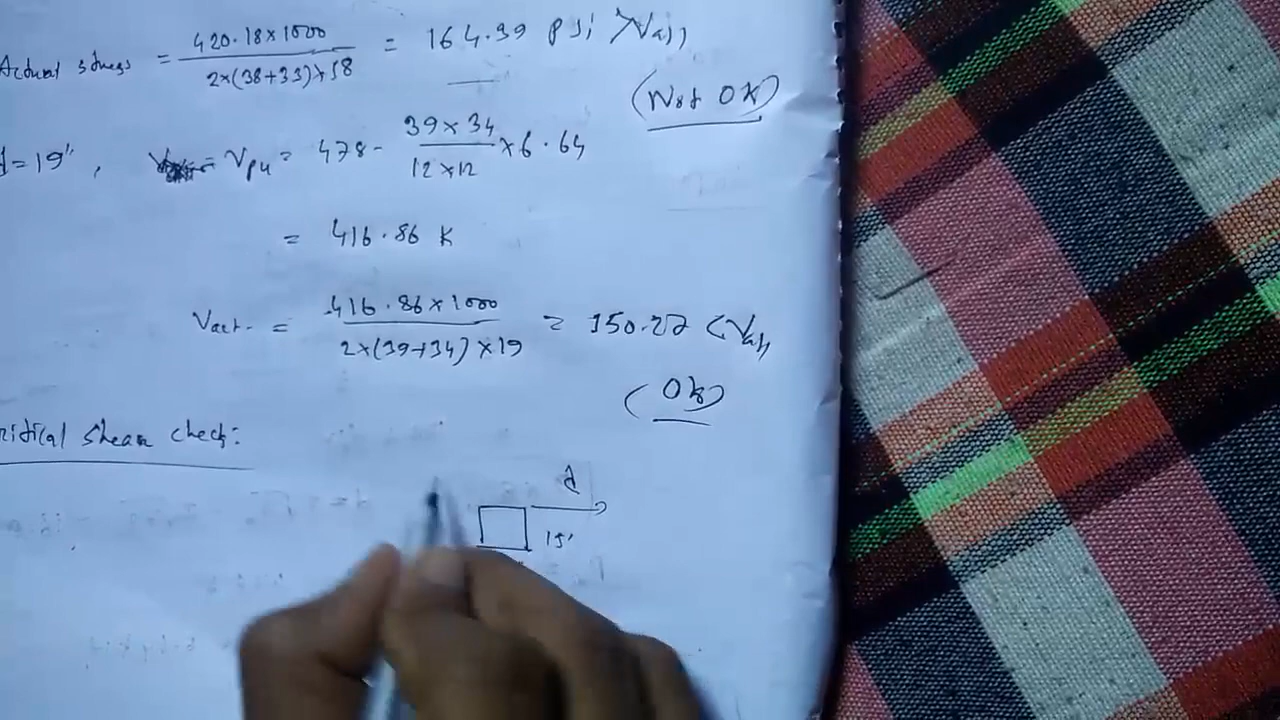 Actual stress = 420.18×1000 / 2×(38+33)×18 = 164.39 psi > Vall
(Not OK)
d=19", Vpu = 478 - 39×34 / 12×12 ×6.64
= 416.86 K
Vact. = 416.86×1000 / 2×(39+34)×19 = 150.27 < Vall
(Ok)
ritical shear check:
d
15"